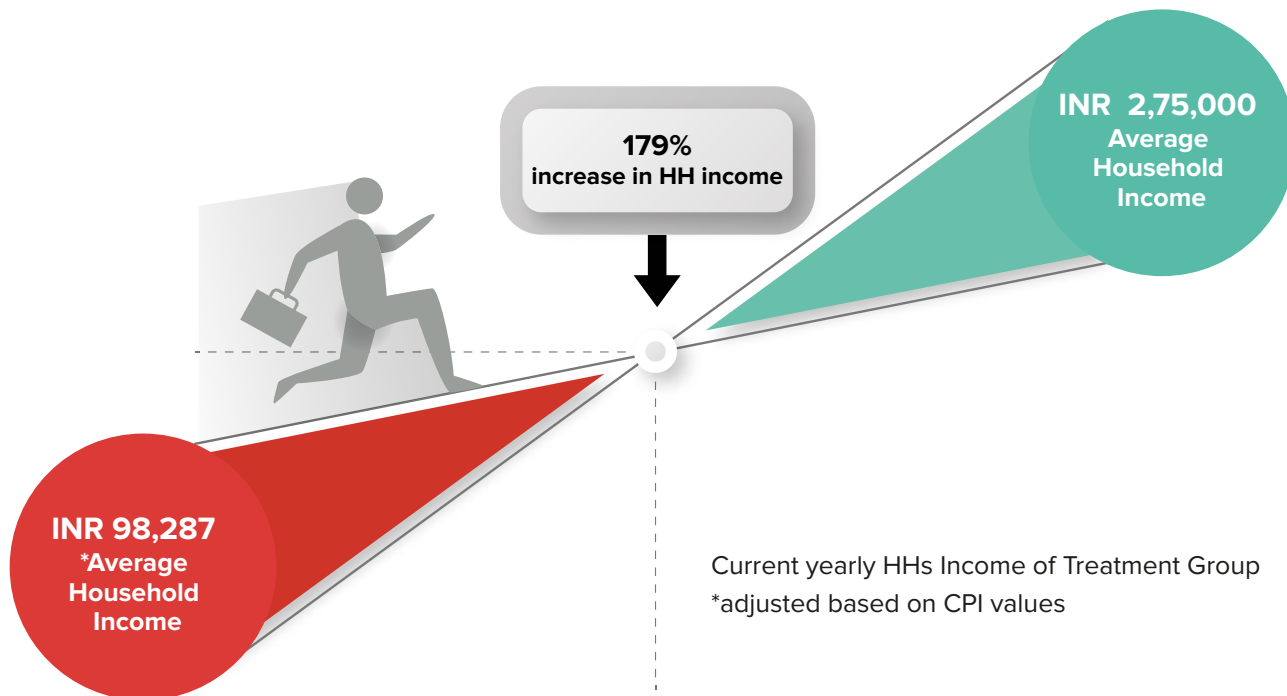 INR 2,75,000
Average
Household
Income
179%
increase in HH income
INR 98,287
*Average
Household
Income
Current yearly HHs Income of Treatment Group
*adjusted based on CPI values